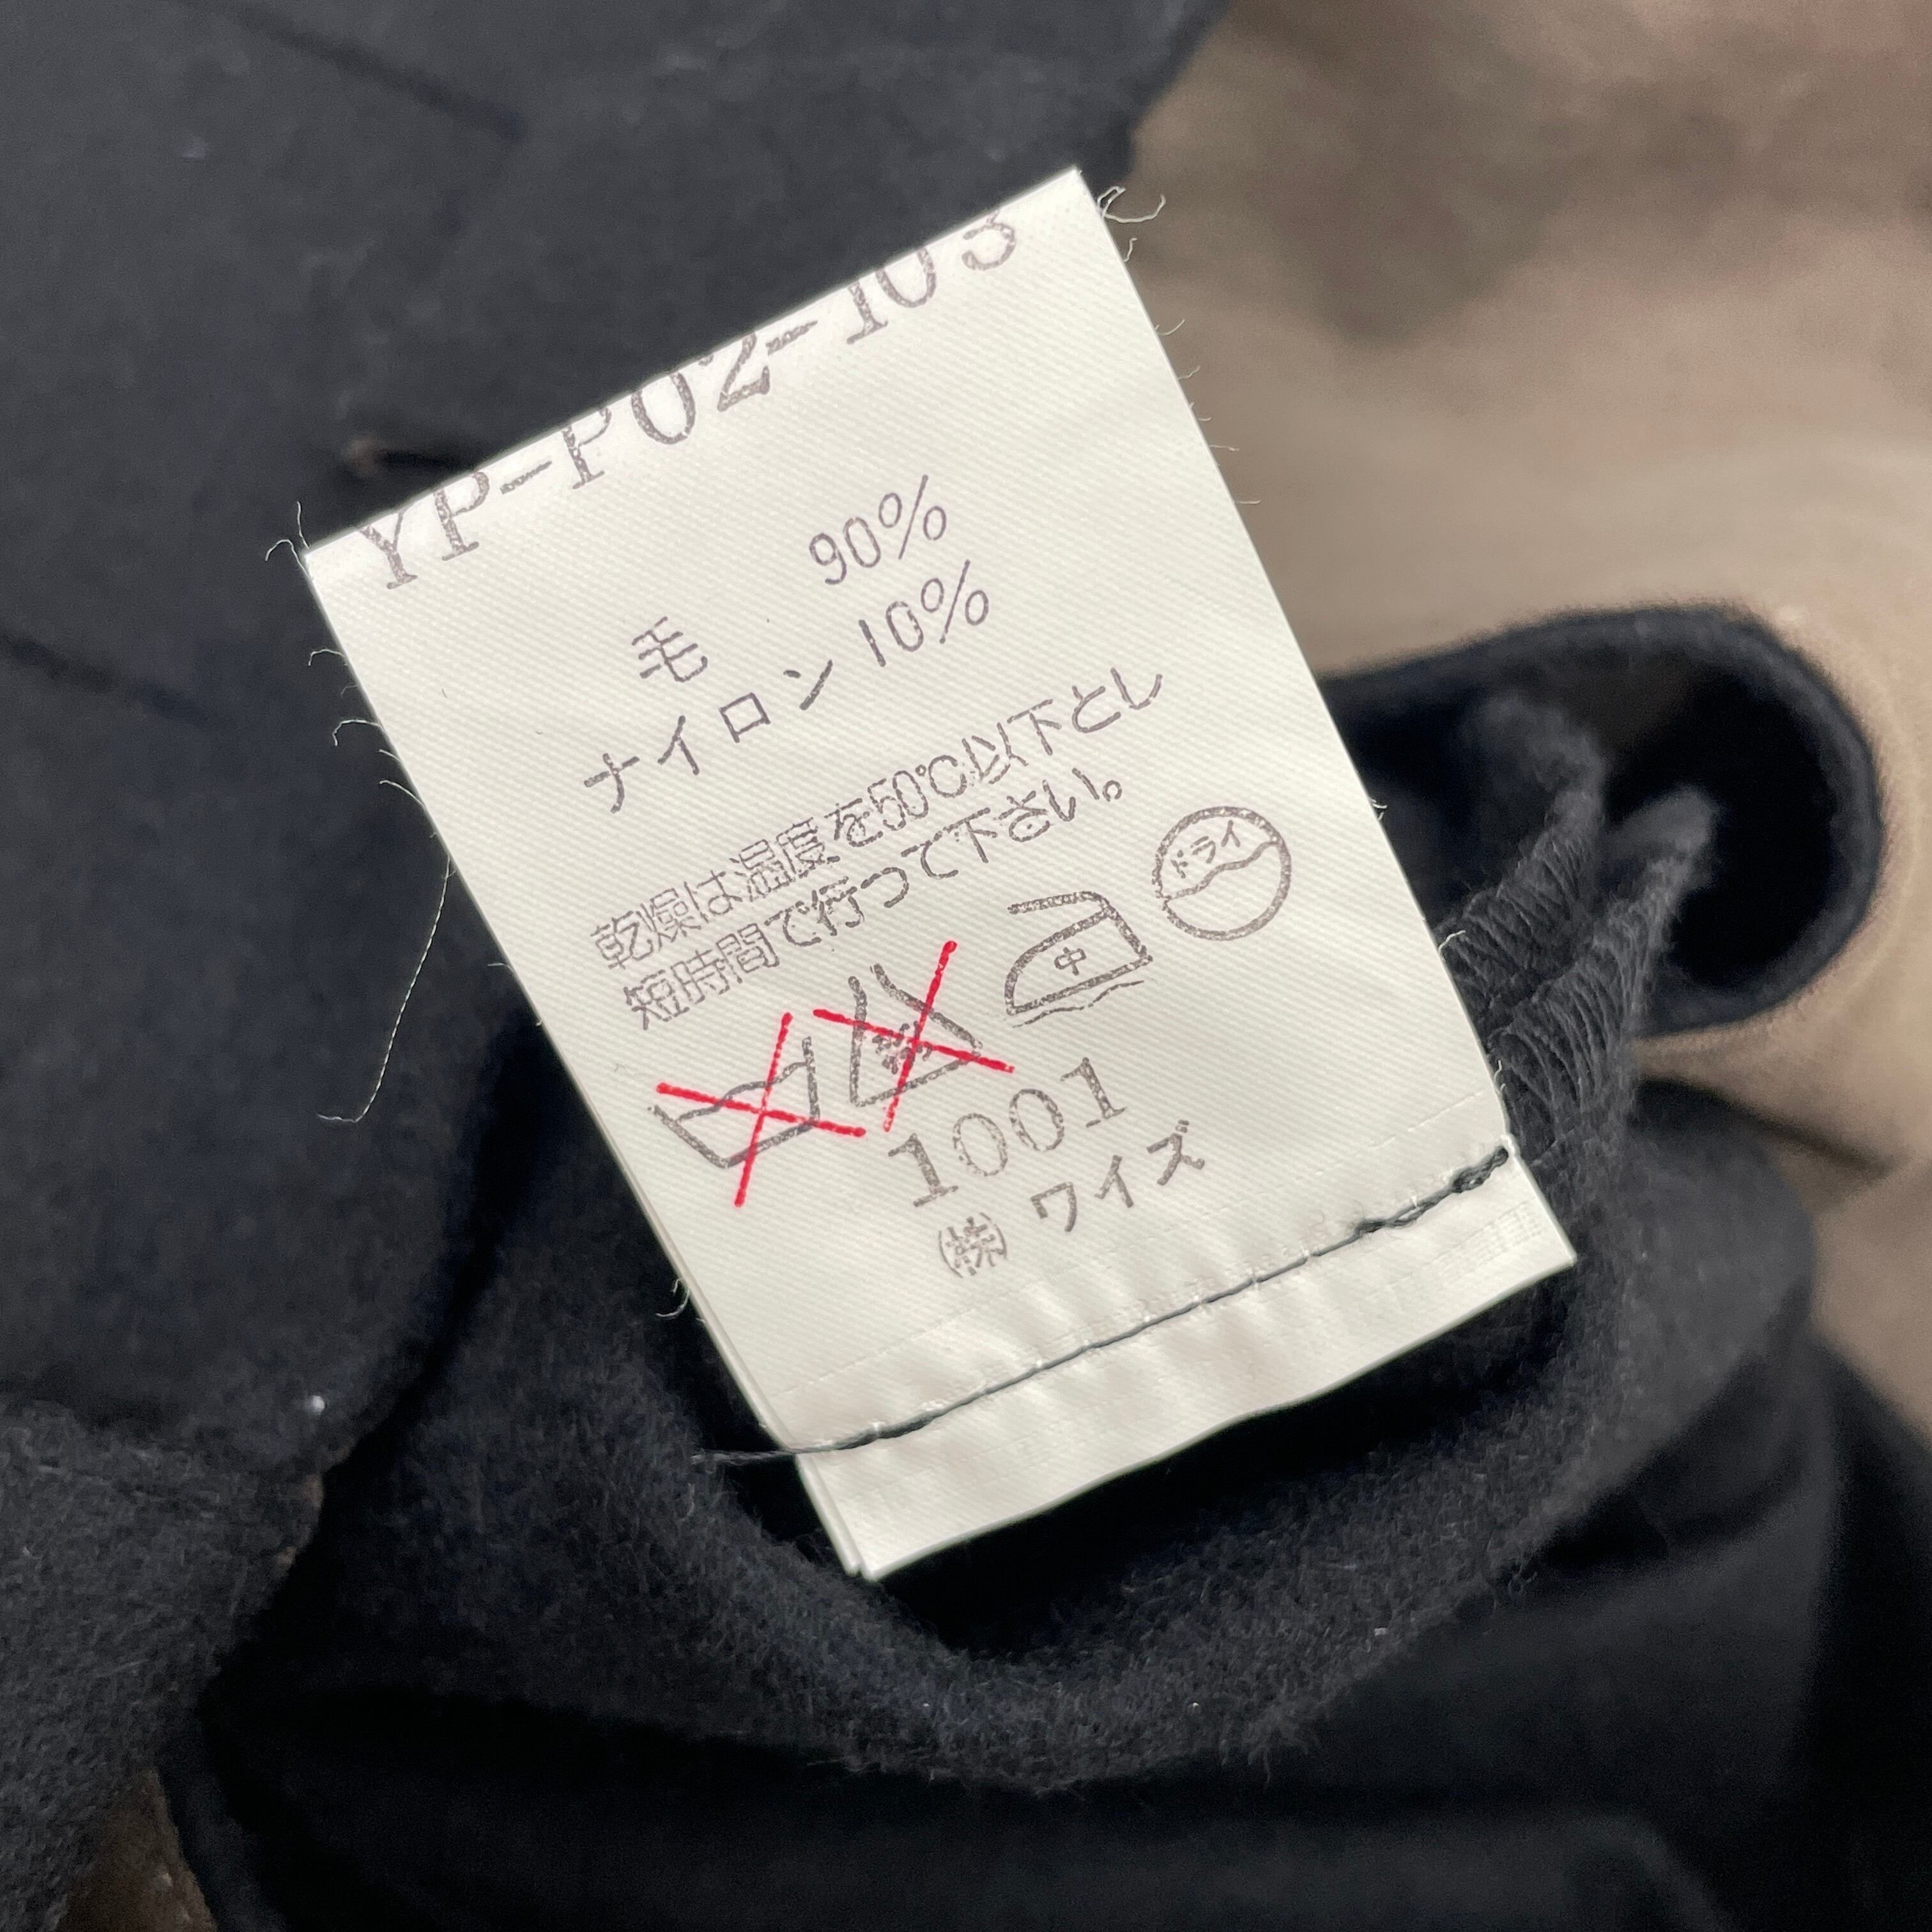 YP-P02-103
毛 90%
ナイロン 10%
乾燥は温度を50℃以下とし
短時間で行って下さい。
ドライ
中
1001
㈱ ワイズ